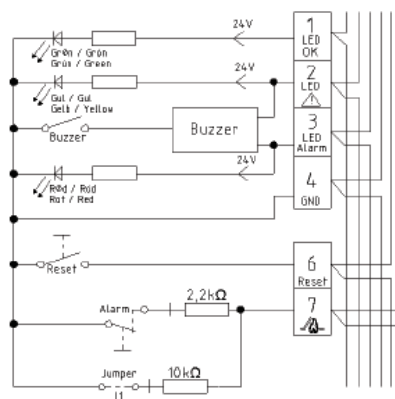 24V
1
LED
OK
Grøn / Grön
Grün / Green
24V
2
LED
Gul / Gul
Gelb / Yellow
Buzzer
Buzzer
3
LED
Alarm
24V
Rød / Röd
Rot / Red
4
GND
Reset
6
Reset
Alarm
2,2kΩ
7
Jumper
J1
10kΩ